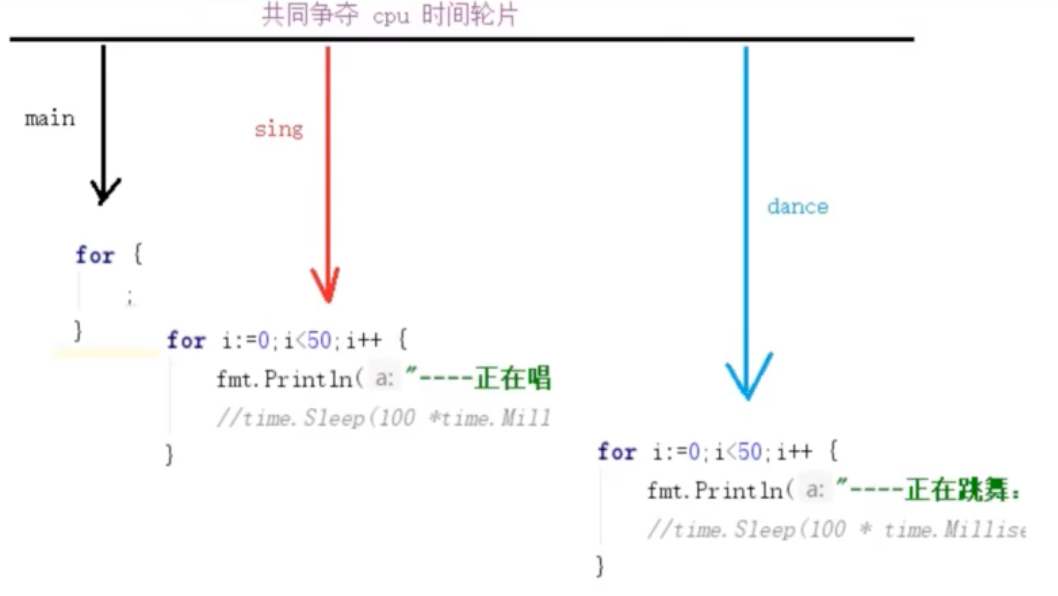 共同争夺 cpu 时间轮片
main
sing
dance
for {
;
}
for i:=0;i<50;i++ {
fmt.Println( a: "----正在唱
//time.Sleep(100 *time.Mill
}
for i:=0;i<50;i++ {
fmt.Println( a: "----正在跳舞:
//time.Sleep(100 * time.Millise
}